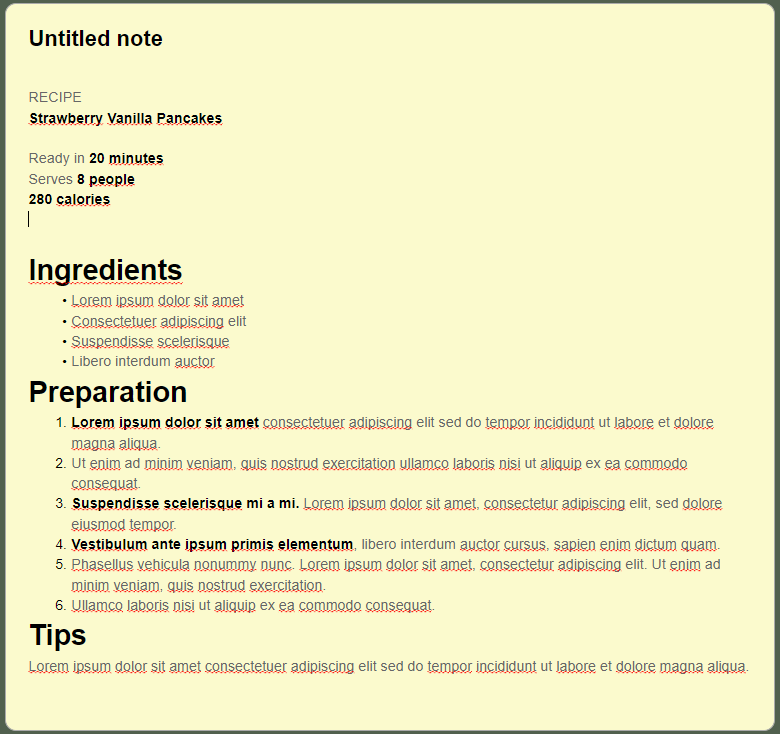 Untitled note
RECIPE
Strawberry Vanilla Pancakes
Ready in 20 minutes
Serves 8 people
280 calories
Ingredients
• Lorem ipsum dolor sit amet
• Consectetuer adipiscing elit
• Suspendisse scelerisque
• Libero interdum auctor
Preparation
1. Lorem ipsum dolor sit amet consectetuer adipiscing elit sed do tempor incididunt ut labore et dolore
magna aliqua.
2. Ut enim ad minim veniam, quis nostrud exercitation ullamco laboris nisi ut aliquip ex ea commodo
consequat.
3. Suspendisse scelerisque mi a mi. Lorem ipsum dolor sit amet, consectetur adipiscing elit, sed dolore
eiusmod tempor.
4. Vestibulum ante ipsum primis elementum, libero interdum auctor cursus, sapien enim dictum quam.
5. Phasellus vehicula nonummy nunc. Lorem ipsum dolor sit amet, consectetur adipiscing elit. Ut enim ad
minim veniam, quis nostrud exercitation.
6. Ullamco laboris nisi ut aliquip ex ea commodo consequat.
Tips
Lorem ipsum dolor sit amet consectetuer adipiscing elit sed do tempor incididunt ut labore et dolore magna aliqua.